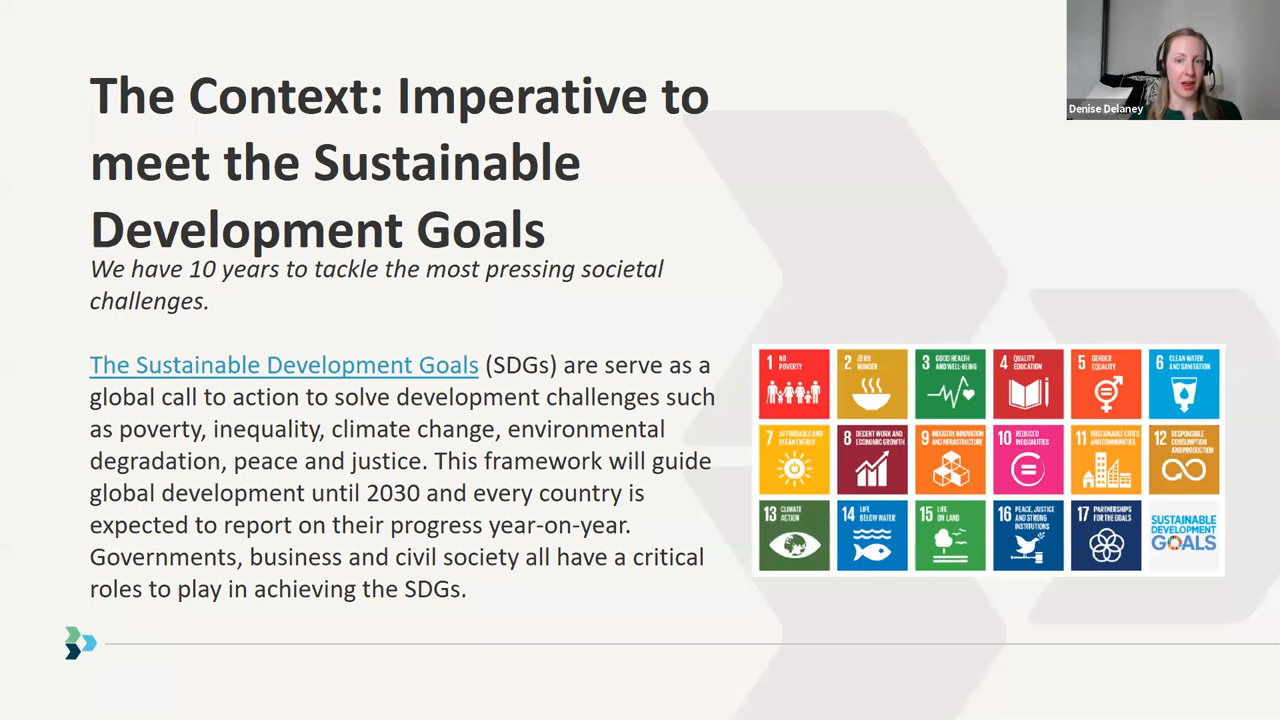 The Context: Imperative to
meet the Sustainable
Development Goals
We have 10 years to tackle the most pressing societal
challenges.
The Sustainable Development Goals (SDGs) are serve as a
global call to action to solve development challenges such
as poverty, inequality, climate change, environmental
degradation, peace and justice. This framework will guide
global development until 2030 and every country is
expected to report on their progress year-on-year.
Governments, business and civil society all have a critical
roles to play in achieving the SDGs.
Denise Delaney
1 NO
POVERTY
2 ZERO
HUNGER
3 GOOD HEALTH
AND WELL-BEING
4 QUALITY
EDUCATION
5 GENDER
EQUALITY
6 CLEAN WATER
AND SANITATION
7 AFFORDABLE AND
CLEAN ENERGY
8 DECENT WORK AND
ECONOMIC GROWTH
9 INDUSTRY, INNOVATION
AND INFRASTRUCTURE
10 REDUCED
INEQUALITIES
11 SUSTAINABLE CITIES
AND COMMUNITIES
12 RESPONSIBLE
CONSUMPTION
AND PRODUCTION
13 CLIMATE
ACTION
14 LIFE
BELOW WATER
15 LIFE
ON LAND
16 PEACE, JUSTICE
AND STRONG
INSTITUTIONS
17 PARTNERSHIPS
FOR THE GOALS
SUSTAINABLE
DEVELOPMENT
GOALS